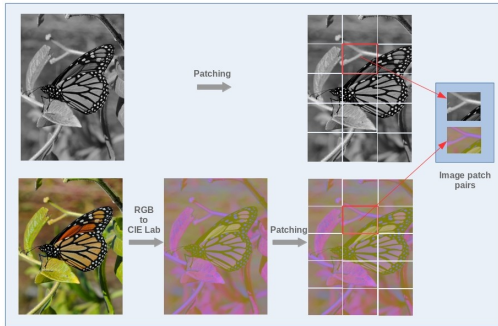 Patching
RGB
to
CIE Lab
Patching
Image patch
pairs